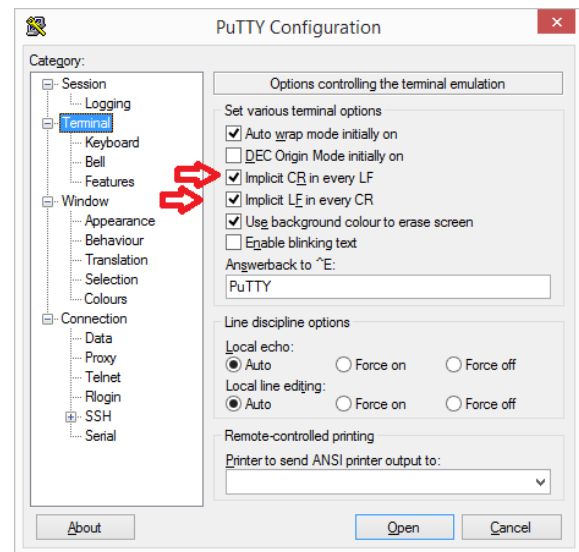 PuTTY Configuration
Category:
Session
Logging
Terminal
Keyboard
Bell
Features
Window
Appearance
Behaviour
Translation
Selection
Colours
Connection
Data
Proxy
Telnet
Rlogin
SSH
Serial
Options controlling the terminal emulation
Set various terminal options
Auto wrap mode initially on
DEC Origin Mode initially on
Implicit CR in every LF
Implicit LF in every CR
Use background colour to erase screen
Enable blinking text
Answerback to ^E:
PuTTY
Line discipline options
Local echo:
Auto Force on Force off
Local line editing:
Auto Force on Force off
Remote-controlled printing
Printer to send ANSI printer output to:
About Open Cancel